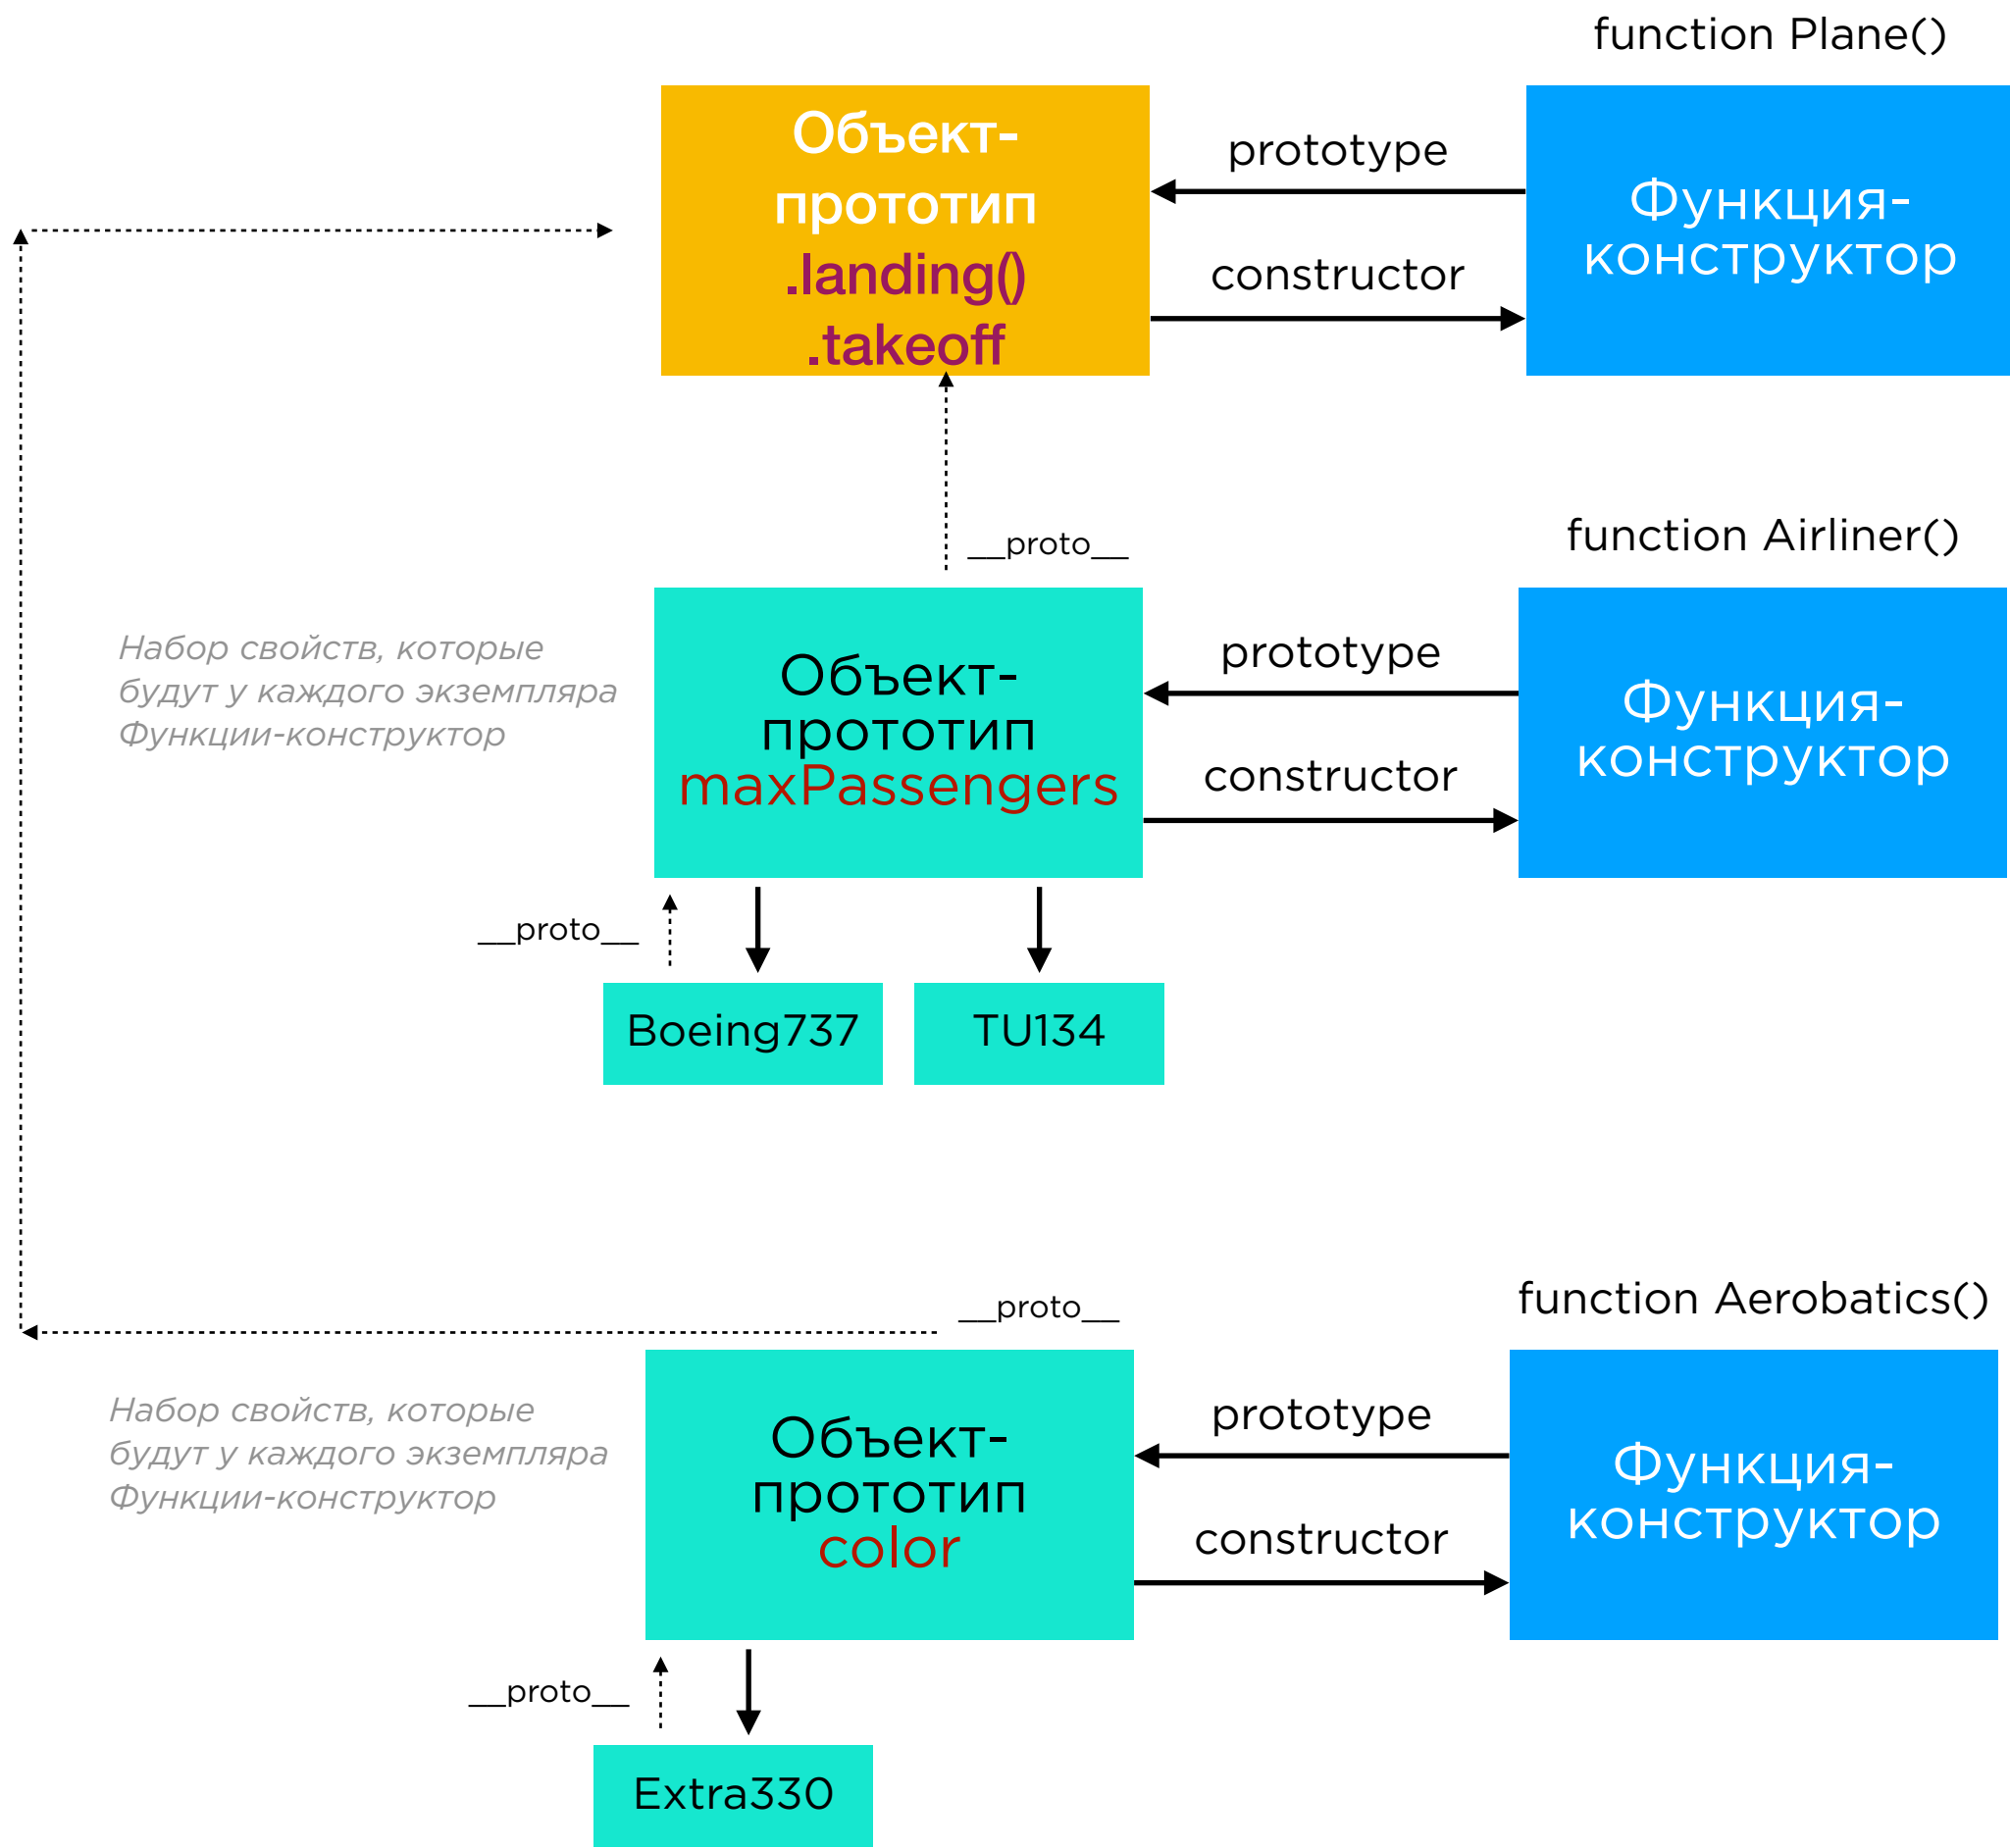 function Plane()
Объект-
прототип
.landing()
.takeoff
prototype
constructor
Функция-
конструктор
__proto__
function Airliner()
Набор свойств, которые
будут у каждого экземпляра
Функции-конструктор
Объект-
прототип
maxPassengers
prototype
constructor
Функция-
конструктор
__proto__
Boeing737
TU134
__proto__
function Aerobatics()
Набор свойств, которые
будут у каждого экземпляра
Функции-конструктор
Объект-
прототип
color
prototype
constructor
Функция-
конструктор
__proto__
Extra330